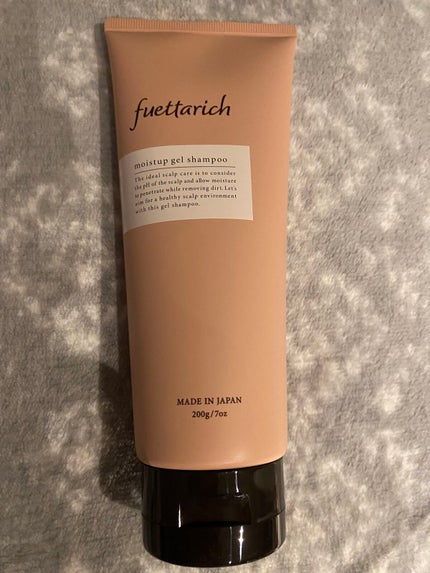 fuettarich
moistup gel shampoo
The ideal scalp care is to consider
the pH of the scalp and allow moisture
to penetrate while removing dirt. Let's
aim for a healthy scalp environment
with this gel shampoo.
MADE IN JAPAN
200g/7oz